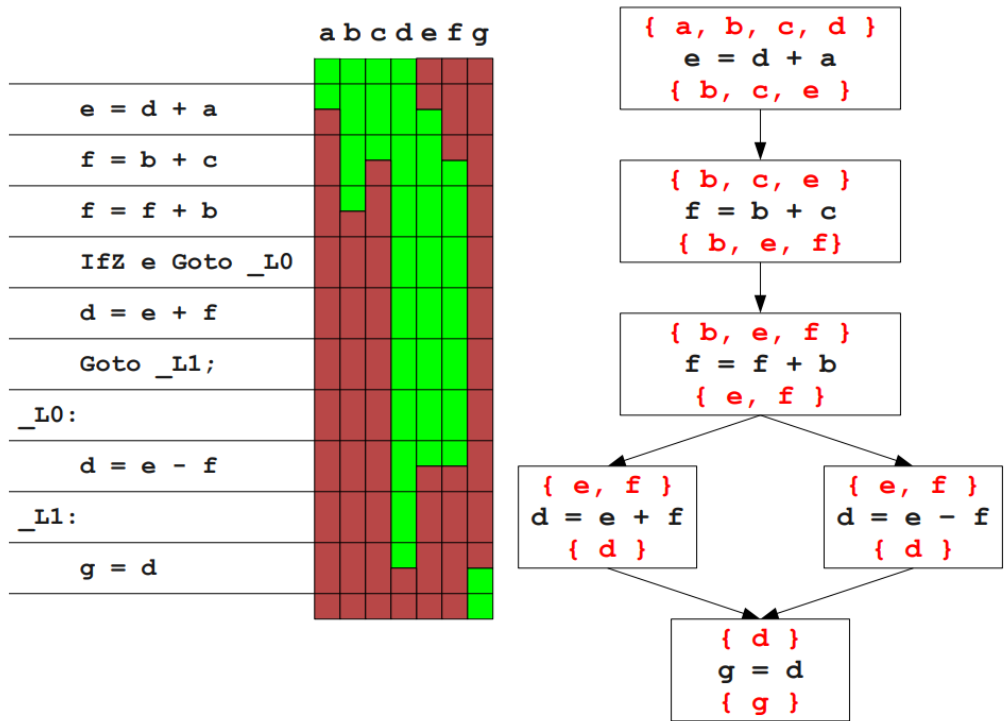 a b c d e f g
e = d + a
f = b + c
f = f + b
IfZ e Goto _L0
d = e + f
Goto _L1;
_L0:
d = e - f
_L1:
g = d
{ a, b, c, d }
e = d + a
{ b, c, e }
{ b, c, e }
f = b + c
{ b, e, f}
{ b, e, f }
f = f + b
{ e, f }
{ e, f }
d = e + f
{ d }
{ e, f }
d = e - f
{ d }
{ d }
g = d
{ g }